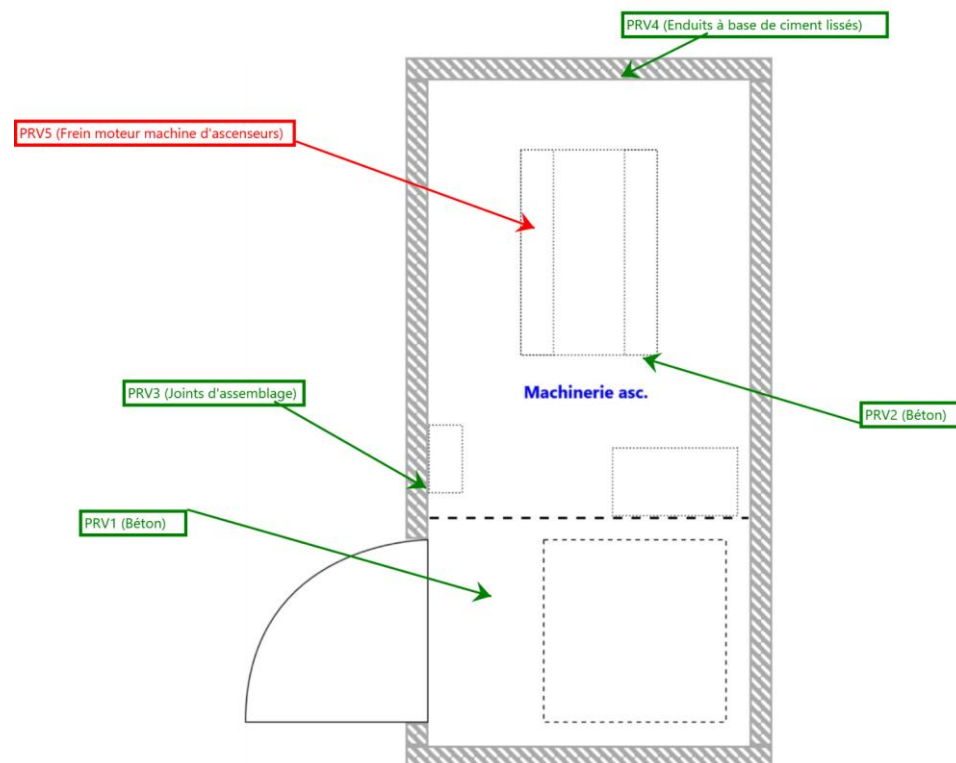 PRV4 (Enduits à base de ciment lissés)
PRV5 (Frein moteur machine d'ascenseurs)
Machinerie asc.
PRV3 (Joints d'assemblage)
PRV2 (Béton)
PRV1 (Béton)